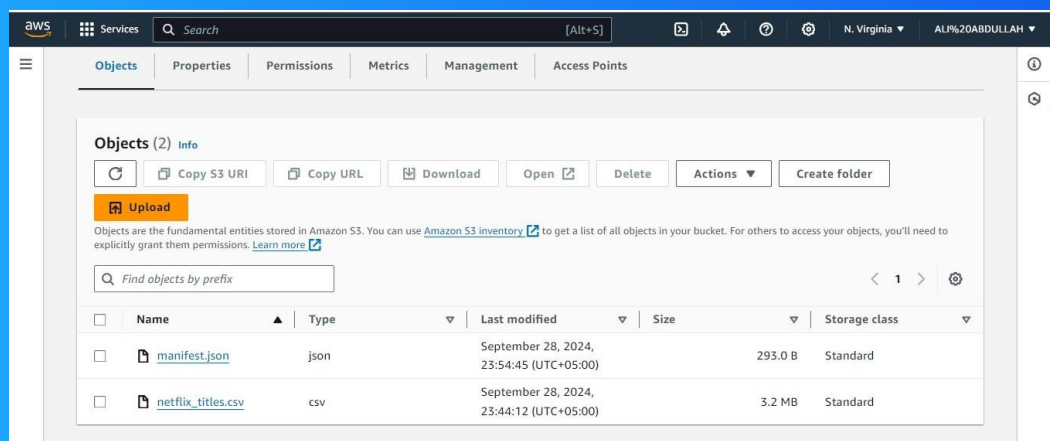 aws Services Search [Alt+S] N. Virginia ▼ ALI%20ABDULLAH ▼
Objects Properties Permissions Metrics Management Access Points
Objects (2) Info
Copy S3 URI Copy URL Download Open Delete Actions ▼ Create folder
Upload
Objects are the fundamental entities stored in Amazon S3. You can use Amazon S3 inventory to get a list of all objects in your bucket. For others to access your objects, you'll need to
explicitly grant them permissions. Learn more
Find objects by prefix < 1 >
Name ▲ Type Last modified Size Storage class
manifest.json json September 28, 2024, 23:54:45 (UTC+05:00) 293.0 B Standard
netflix_titles.csv csv September 28, 2024, 23:44:12 (UTC+05:00) 3.2 MB Standard